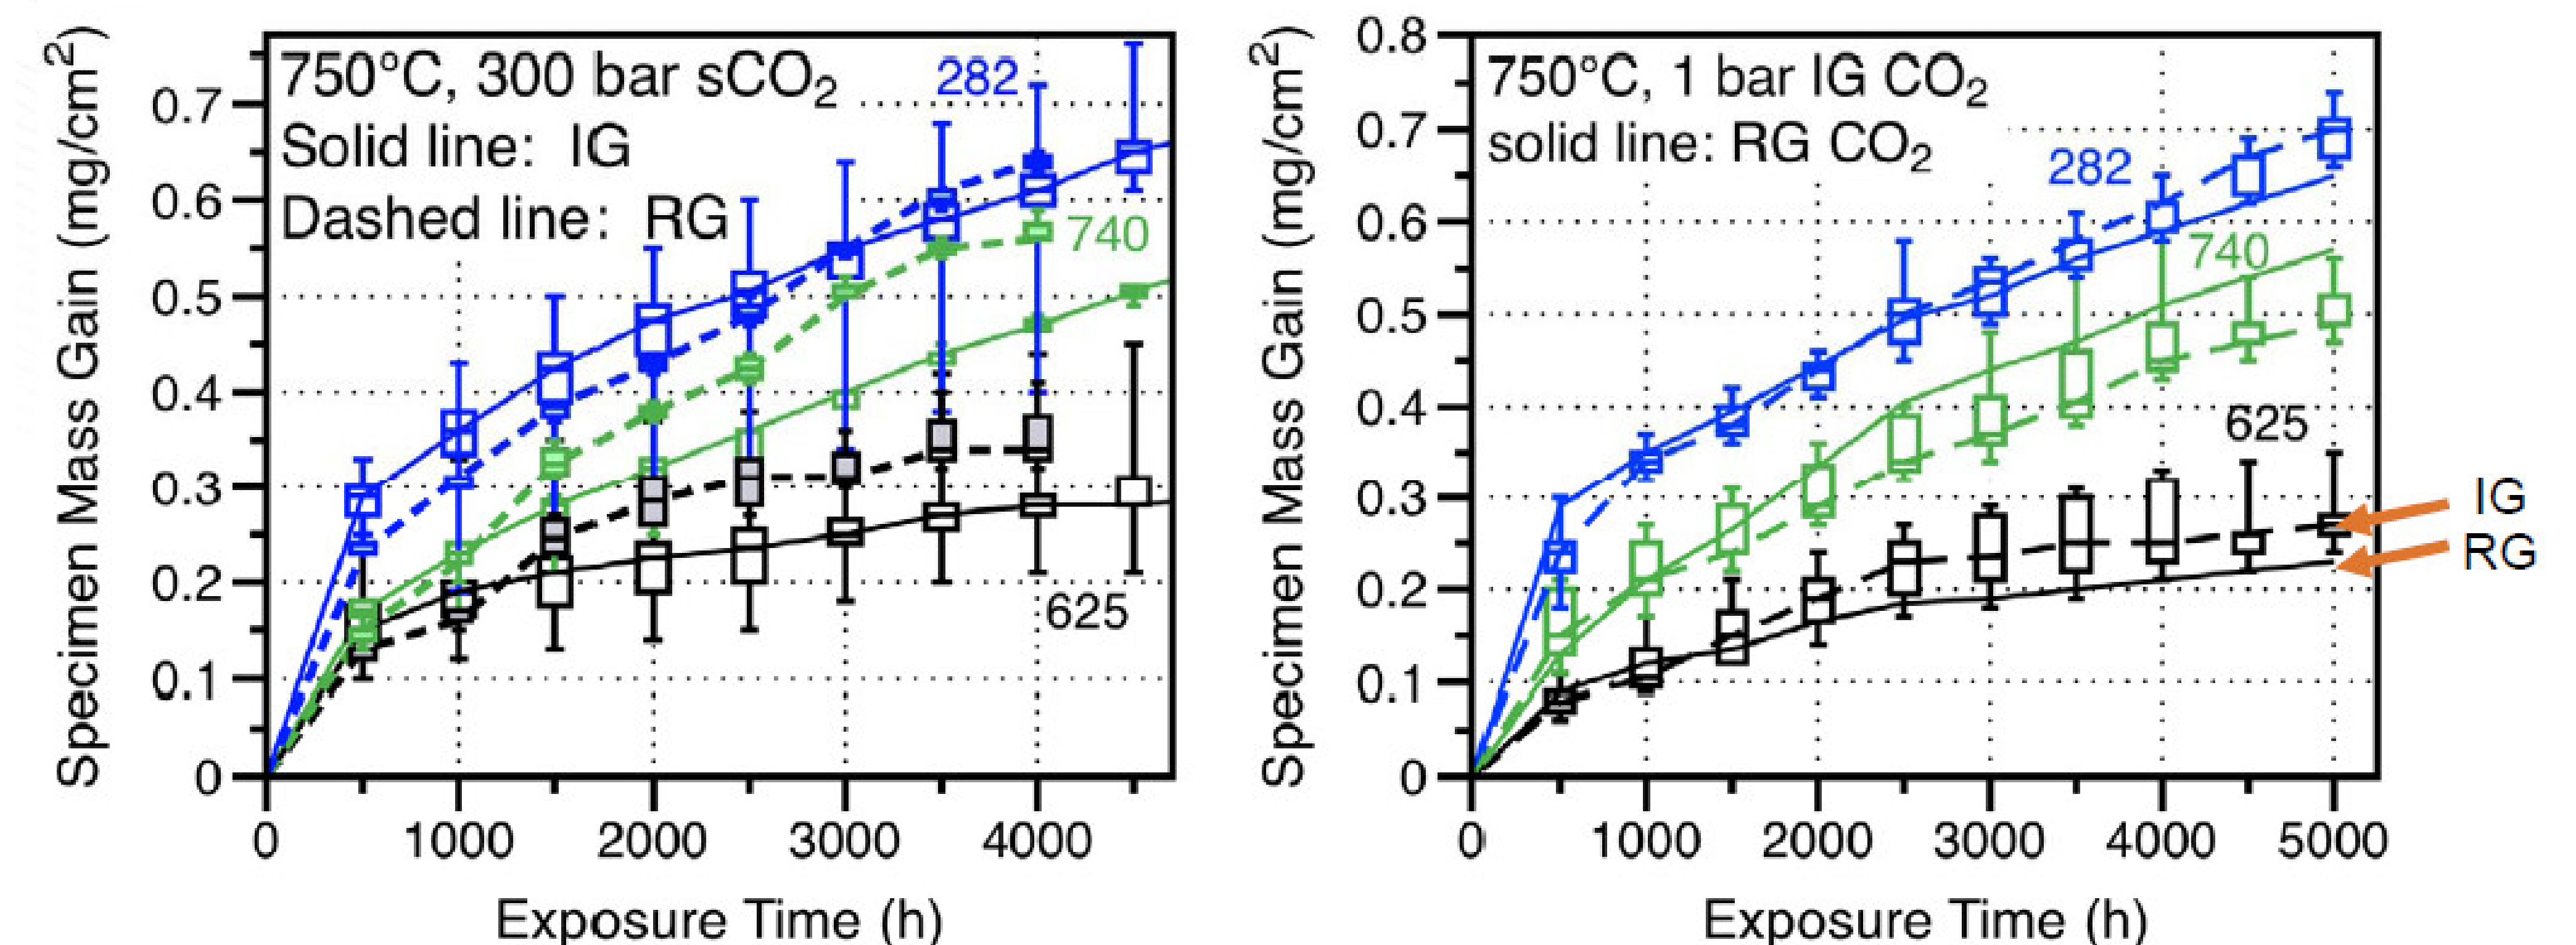 Specimen Mass Gain (mg/cm²)
750°C, 300 bar sCO₂
Solid line: IG
Dashed line: RG
282
740
625
0.7
0.6
0.5
0.4
0.3
0.2
0.1
0
0 1000 2000 3000 4000
Exposure Time (h)
Specimen Mass Gain (mg/cm²)
750°C, 1 bar IG CO₂
solid line: RG CO₂
282
740
625
IG
RG
0.8
0.7
0.6
0.5
0.4
0.3
0.2
0.1
0
0 1000 2000 3000 4000 5000
Exposure Time (h)